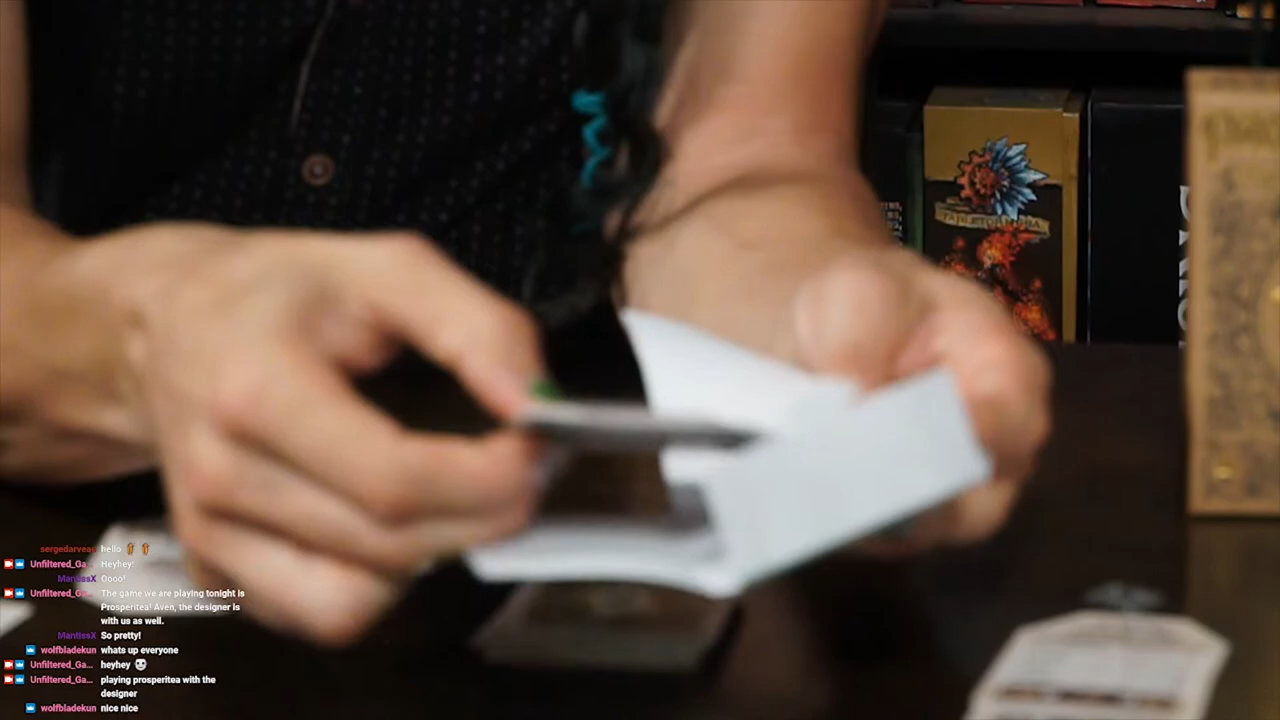 sergedarveau hello
Unfiltered_Ga... Heyhey!
MantissX Oooo!
Unfiltered_Ga... The game we are playing tonight is
Prosperitea! Aven, the designer is
with us as well.
MantissX So pretty!
wolfbladekun whats up everyone
Unfiltered_Ga... heyhey
Unfiltered_Ga... playing prosperitea with the
designer
wolfbladekun nice nice